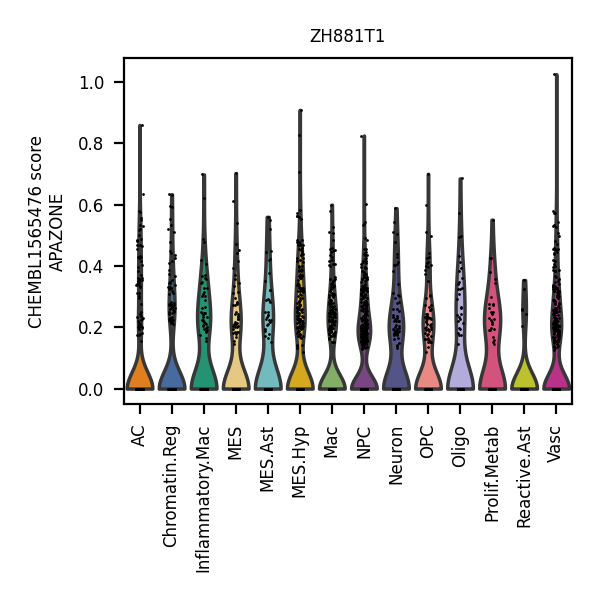 ZH881T1
CHEMBL1565476 score
APAZONE
1.0
0.8
0.6
0.4
0.2
0.0
AC
Chromatin.Reg
Inflammatory.Mac
MES
MES.Ast
MES.Hyp
Mac
NPC
Neuron
OPC
Oligo
Prolif.Metab
Reactive.Ast
Vasc